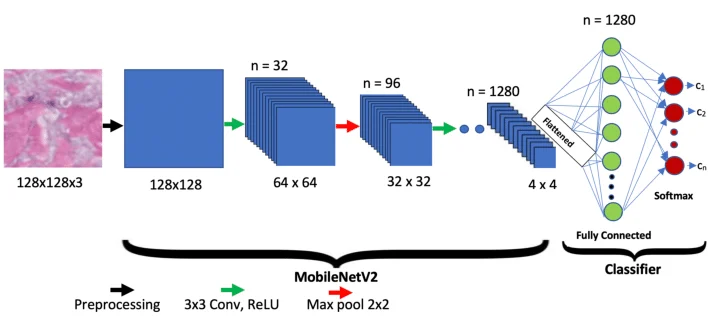 n = 1280
n = 32
n = 96
n = 1280
Flattened
c1
c2
cn
128x128x3
128x128
64 x 64
32 x 32
4 x 4
Softmax
Fully Connected
MobileNetV2
Classifier
Preprocessing
3x3 Conv, ReLU
Max pool 2x2